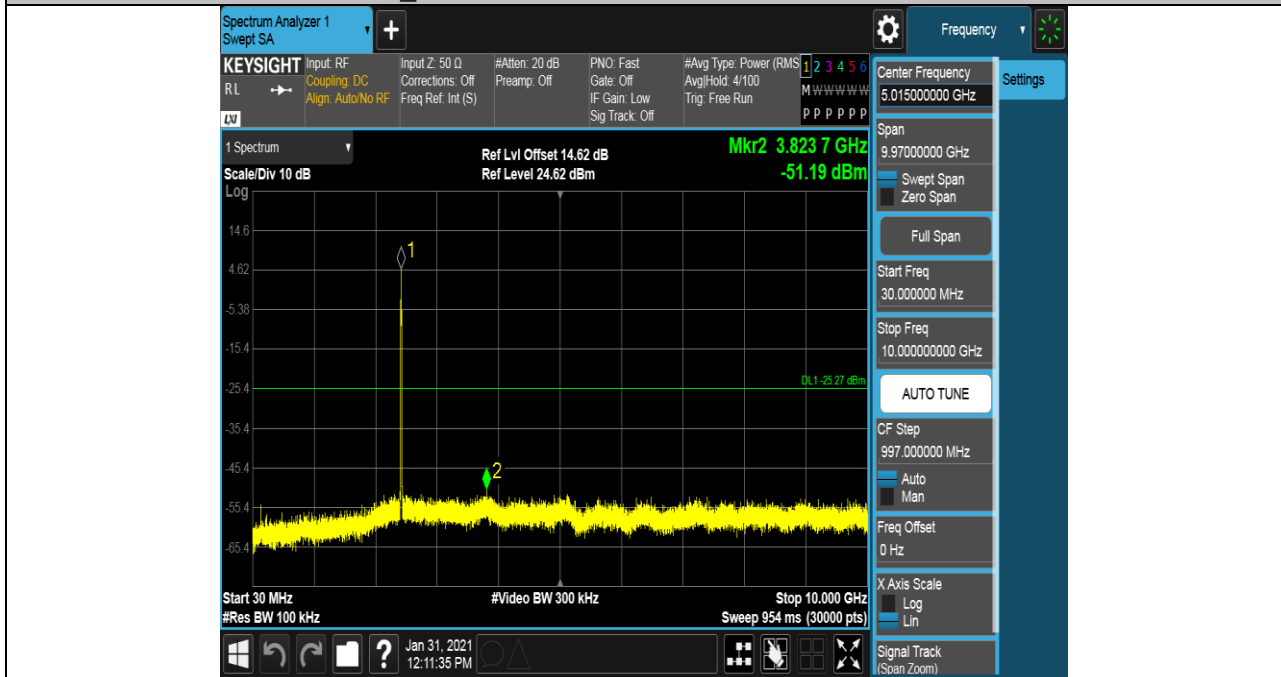 Spectrum Analyzer 1
Swept SA
+
Frequency
KEYSIGHT
RL
LXI
Input: RF
Coupling: DC
Align: Auto/No RF
Input Z: 50 Ω
Corrections: Off
Freq Ref: Int (S)
#Atten: 20 dB
Preamp: Off
PNO: Fast
Gate: Off
IF Gain: Low
Sig Track: Off
#Avg Type: Power (RMS
Avg|Hold: 4/100
Trig: Free Run
1 2 3 4 5 6
M W W W W W
P P P P P P
1 Spectrum
Scale/Div 10 dB
Log
Ref Lvl Offset 14.62 dB
Ref Level 24.62 dBm
Mkr2 3.823 7 GHz
-51.19 dBm
14.6
4.62
-5.38
-15.4
-25.4
-35.4
-45.4
-55.4
-65.4
1
DL1 -25.27 dBm
2
Start 30 MHz
#Res BW 100 kHz
#Video BW 300 kHz
Stop 10.000 GHz
Sweep 954 ms (30000 pts)
?
Jan 31, 2021
12:11:35 PM
Center Frequency
5.015000000 GHz
Settings
Span
9.97000000 GHz
Swept Span
Zero Span
Full Span
Start Freq
30.000000 MHz
Stop Freq
10.000000000 GHz
AUTO TUNE
CF Step
997.000000 MHz
Auto
Man
Freq Offset
0 Hz
X Axis Scale
Log
Lin
Signal Track
(Span Zoom)